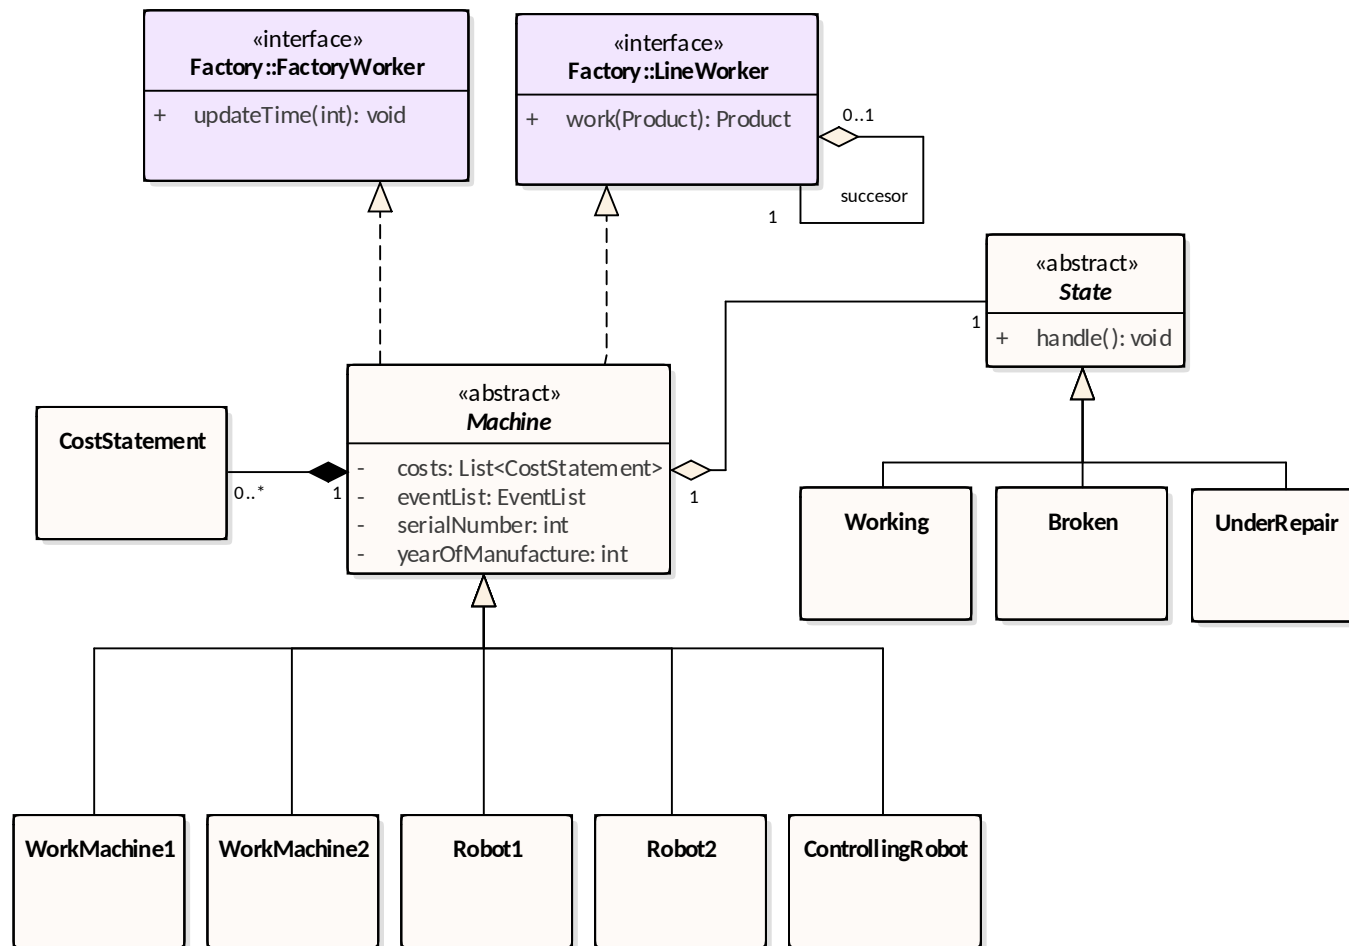 «interface»
Factory::FactoryWorker
+ updateTime(int): void
«interface»
Factory::LineWorker
+ work(Product): Product
0..1
succesor
1
«abstract»
State
+ handle(): void
1
«abstract»
Machine
- costs: List<CostStatement>
- eventList: EventList
- serialNumber: int
- yearOfManufacture: int
CostStatement
0..*
1
1
Working
Broken
UnderRepair
WorkMachine1
WorkMachine2
Robot1
Robot2
ControllingRobot